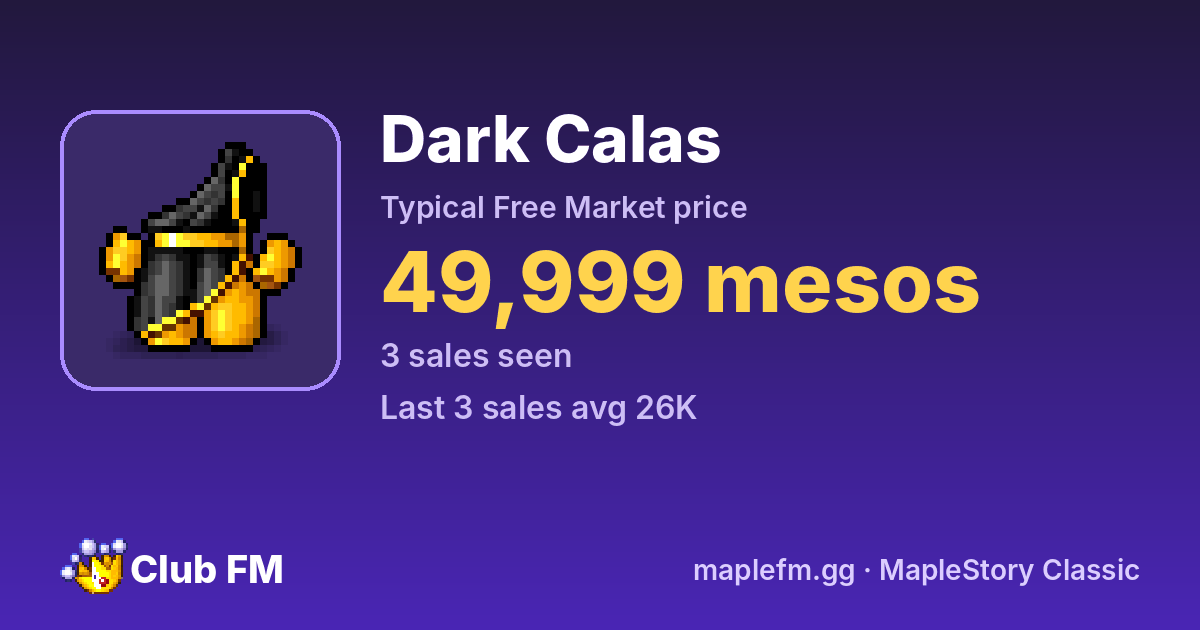 Dark Calas
Typical Free Market price
49,999 mesos
3 sales seen
Last 3 sales avg 26K
Club FM
maplefm.gg · MapleStory Classic